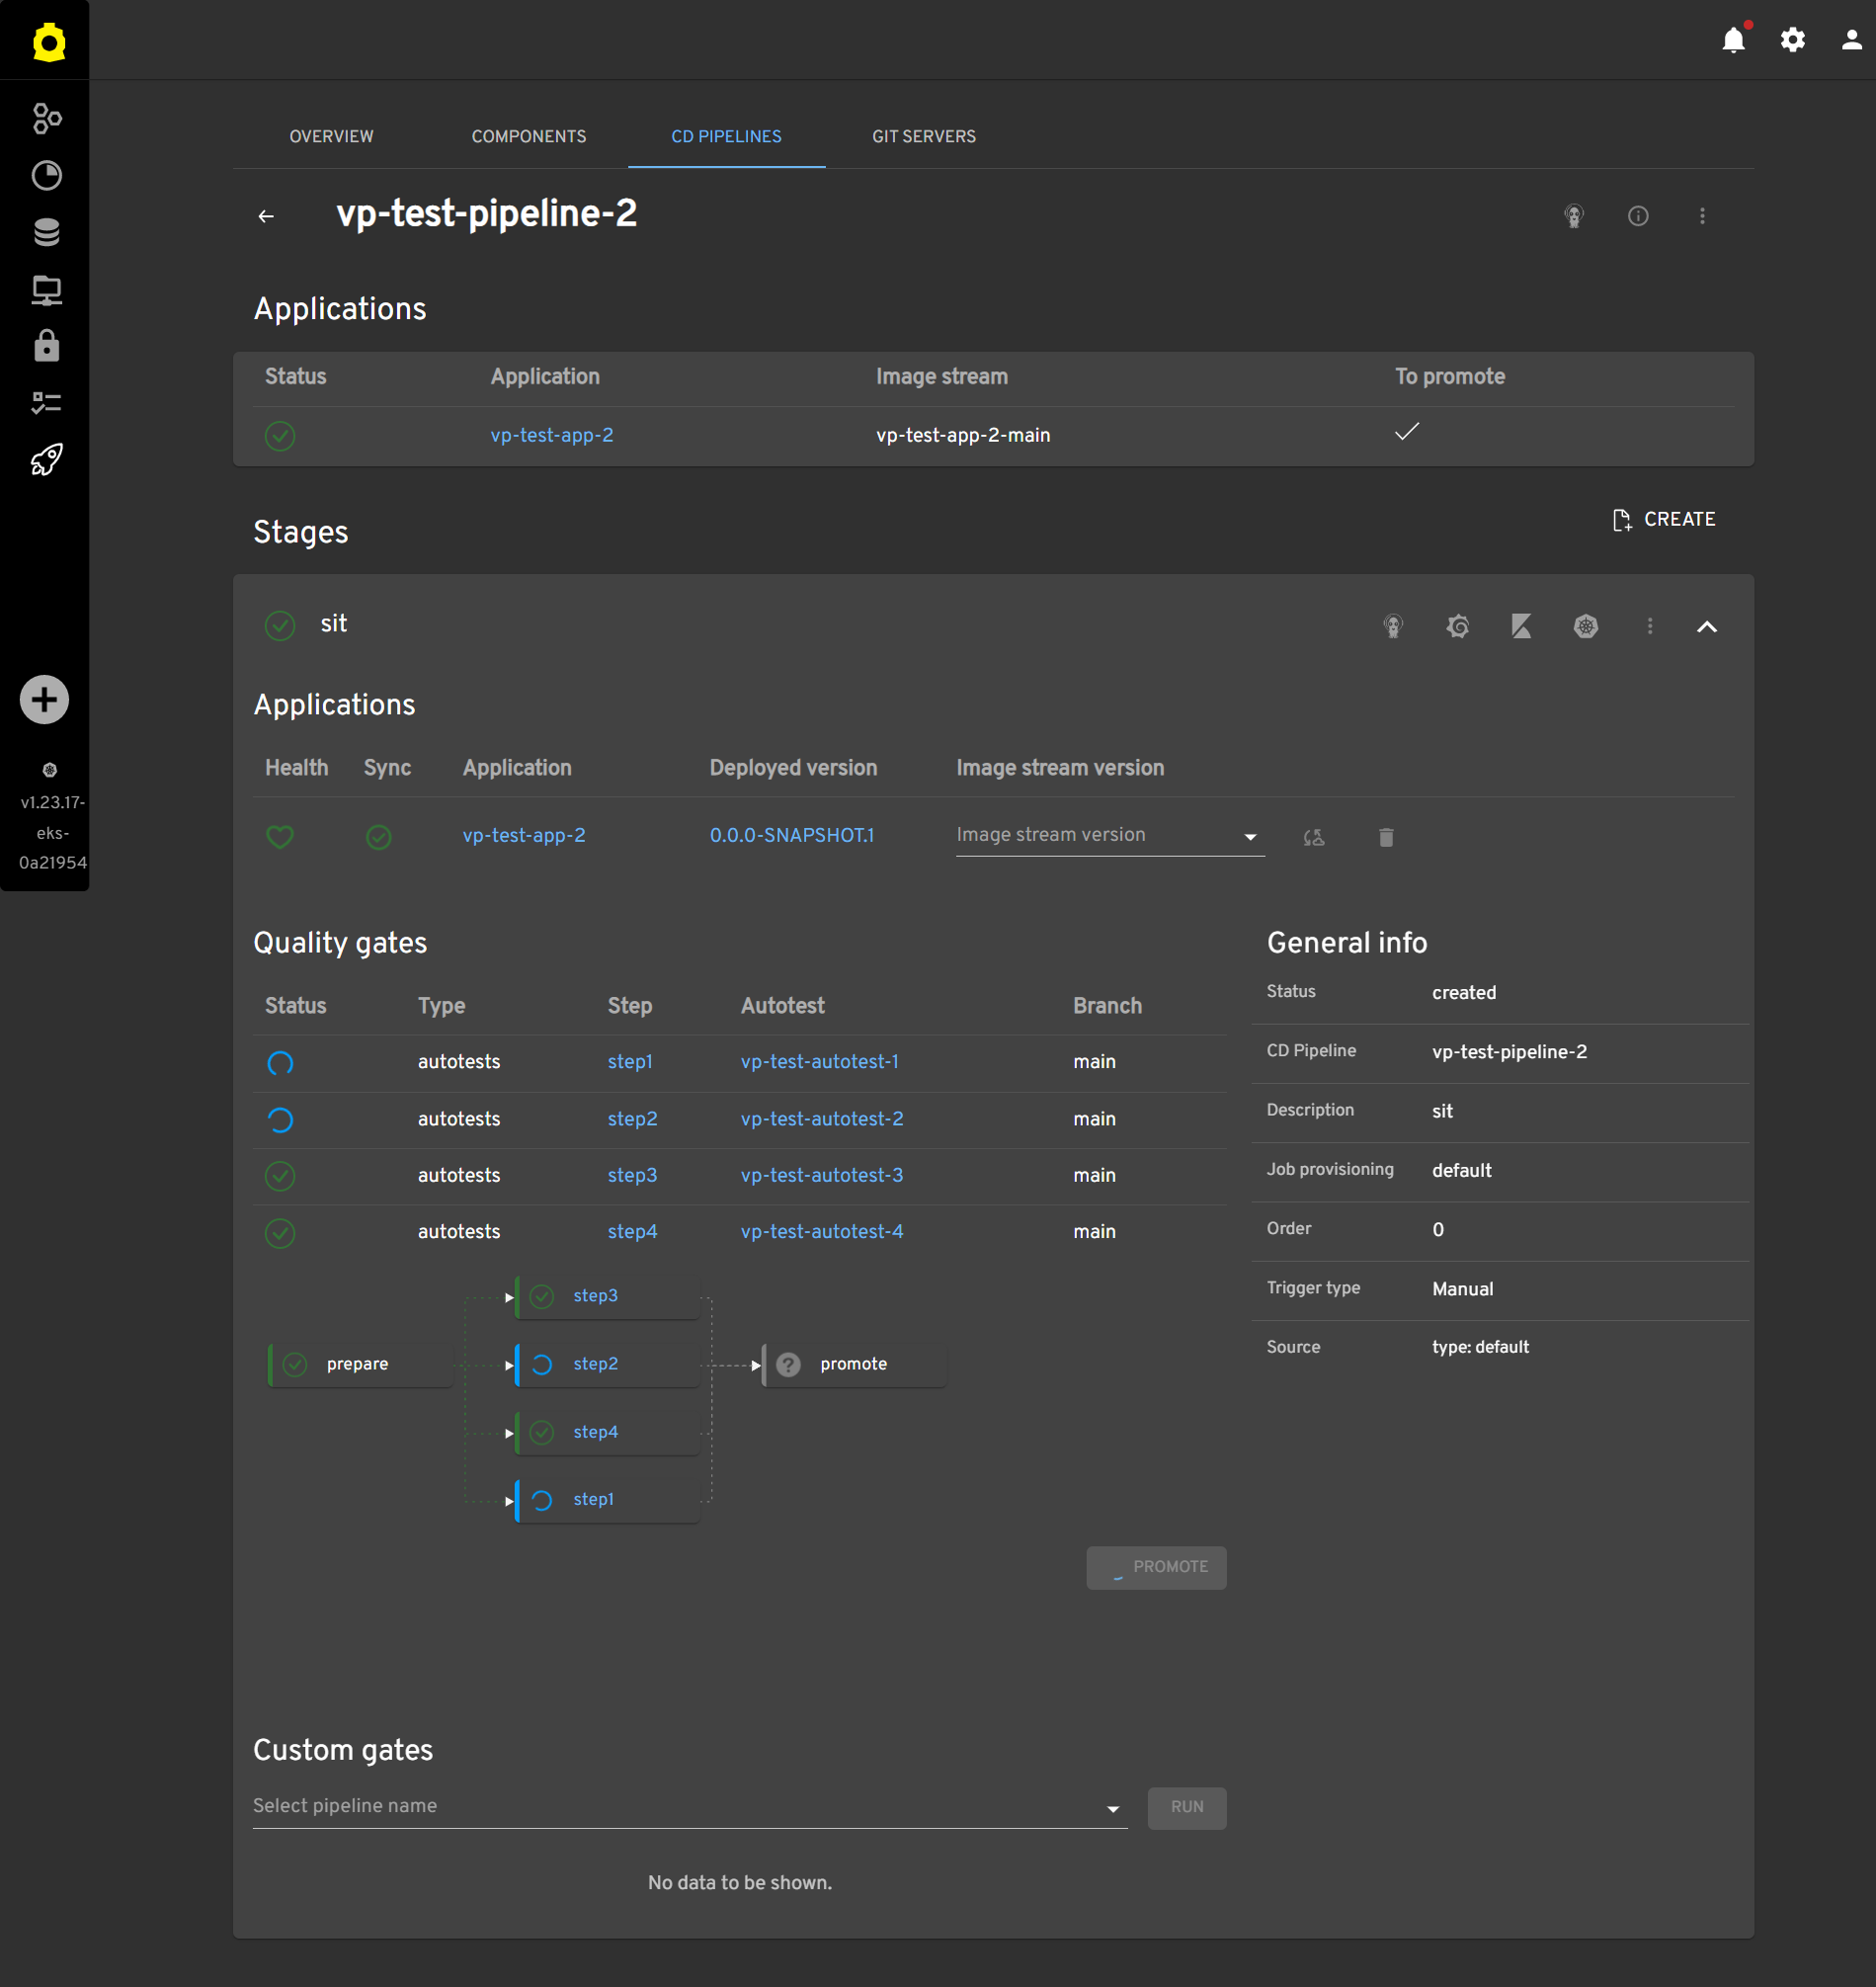 OVERVIEW COMPONENTS CD PIPELINES GIT SERVERS
vp-test-pipeline-2
Applications
Status Application Image stream To promote
vp-test-app-2 vp-test-app-2-main
Stages
CREATE
sit
Applications
Health Sync Application Deployed version Image stream version
vp-test-app-2 0.0.0-SNAPSHOT.1 Image stream version
v1.23.17-
eks-
0a21954
Quality gates
Status Type Step Autotest Branch
autotests step1 vp-test-autotest-1 main
autotests step2 vp-test-autotest-2 main
autotests step3 vp-test-autotest-3 main
autotests step4 vp-test-autotest-4 main
step3
prepare step2 ? promote
step4
step1
PROMOTE
General info
Status created
CD Pipeline vp-test-pipeline-2
Description sit
Job provisioning default
Order 0
Trigger type Manual
Source type: default
Custom gates
Select pipeline name RUN
No data to be shown.